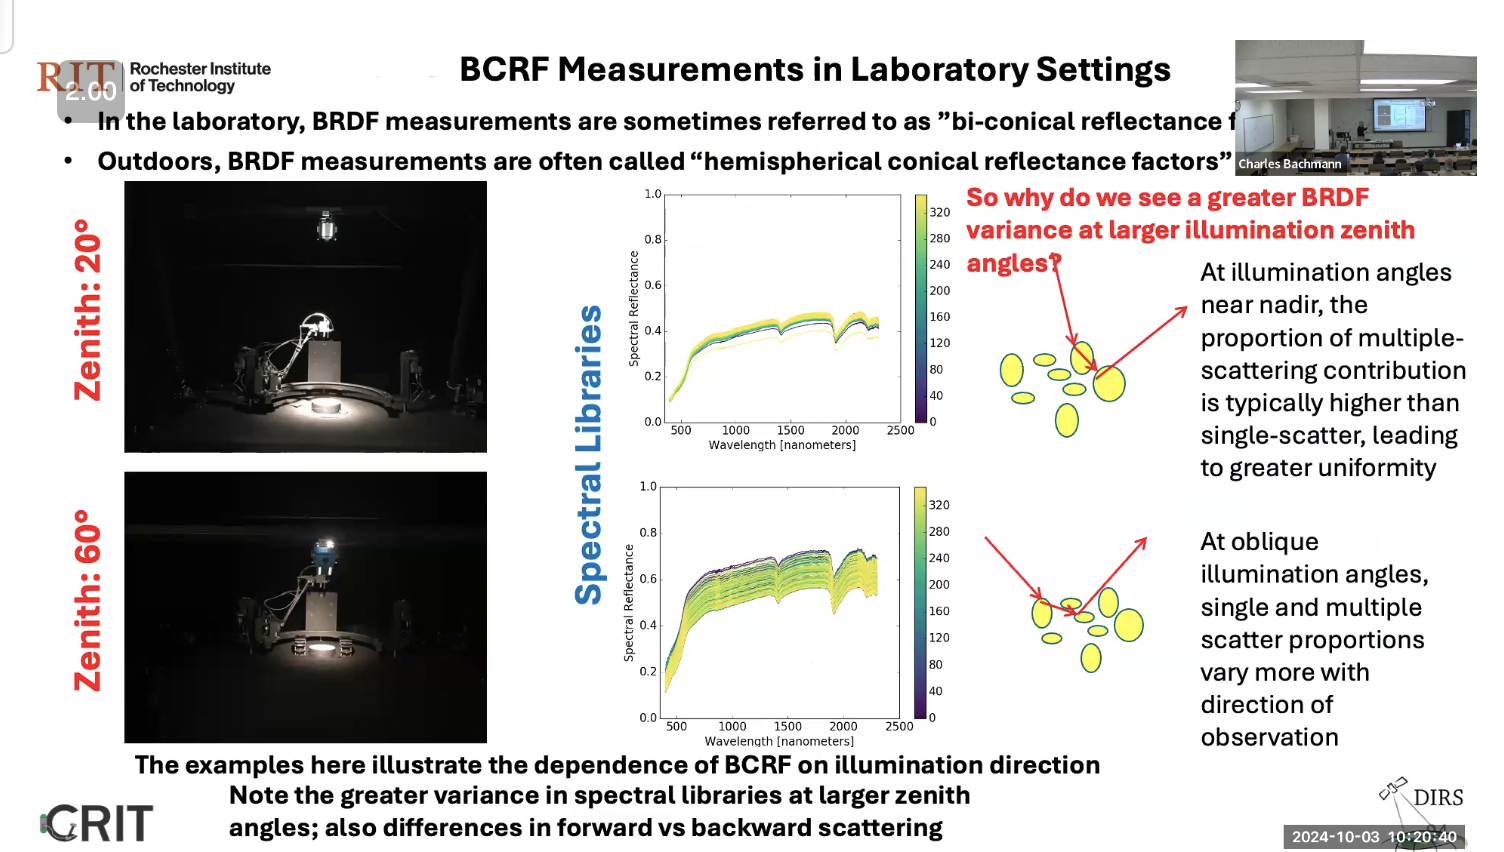 RIT Rochester Institute
of Technology
2.00
BCRF Measurements in Laboratory Settings
• In the laboratory, BRDF measurements are sometimes referred to as ”bi-conical reflectance
• Outdoors, BRDF measurements are often called “hemispherical conical reflectance factors”
Charles Bachmann
Zenith: 20°
Zenith: 60°
Spectral Libraries
1.0
0.8
0.6
0.4
0.2
0.0
Spectral Reflectance
500 1000 1500 2000 2500
Wavelength [nanometers]
320
280
240
200
160
120
80
40
0
So why do we see a greater BRDF
variance at larger illumination zenith
angles?
At illumination angles
near nadir, the
proportion of multiple-
scattering contribution
is typically higher than
single-scatter, leading
to greater uniformity
1.0
0.8
0.6
0.4
0.2
0.0
Spectral Reflectance
500 1000 1500 2000 2500
Wavelength [nanometers]
320
280
240
200
160
120
80
40
0
At oblique
illumination angles,
single and multiple
scatter proportions
vary more with
direction of
observation
The examples here illustrate the dependence of BCRF on illumination direction
Note the greater variance in spectral libraries at larger zenith
angles; also differences in forward vs backward scattering
CRIT
DIRS
2024-10-03 10:20:40